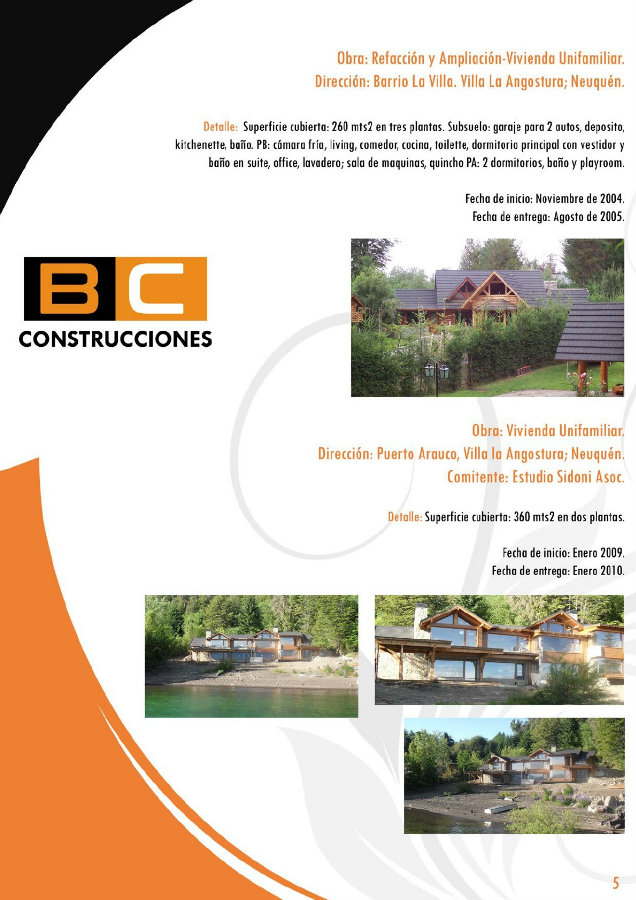 Obra: Refacción y Ampliación-Vivienda Unifamiliar.
Dirección: Barrio La Villa. Villa La Angostura; Neuquén.
Detalle: Superficie cubierta: 260 mts2 en tres plantas. Subsuelo: garaje para 2 autos, deposito,
kitchenette, baño. PB: cámara fría, living, comedor, cocina, toilette, dormitorio principal con vestidor y
baño en suite, office, lavadero; sala de maquinas, quincho PA: 2 dormitorios, baño y playroom.
Fecha de inicio: Noviembre de 2004.
Fecha de entrega: Agosto de 2005.
BC
CONSTRUCCIONES
Obra: Vivienda Unifamiliar.
Dirección: Puerto Arauco, Villa la Angostura; Neuquén.
Comitente: Estudio Sidoni Asoc.
Detalle: Superficie cubierta: 360 mts2 en dos plantas.
Fecha de inicio: Enero 2009.
Fecha de entrega: Enero 2010.
5